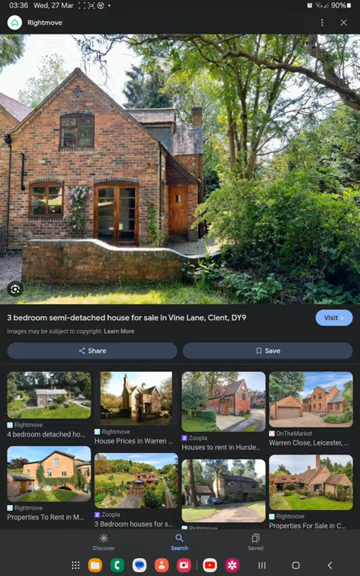 03:36 Wed, 27 Mar
90%
Rightmove
3 bedroom semi-detached house for sale in Vine Lane, Clent, DY9
Visit
Images may be subject to copyright. Learn More
Share
Save
Rightmove
4 bedroom detached ho...
Rightmove
House Prices in Warren ...
Zoopla
Houses to rent in Hursle...
OnTheMarket
Warren Close, Leicester, ...
Rightmove
Properties To Rent in M...
Zoopla
3 Bedroom houses for s...
Rightmove
Rightmove
Properties For Sale in C...
Discover
Search
Saved